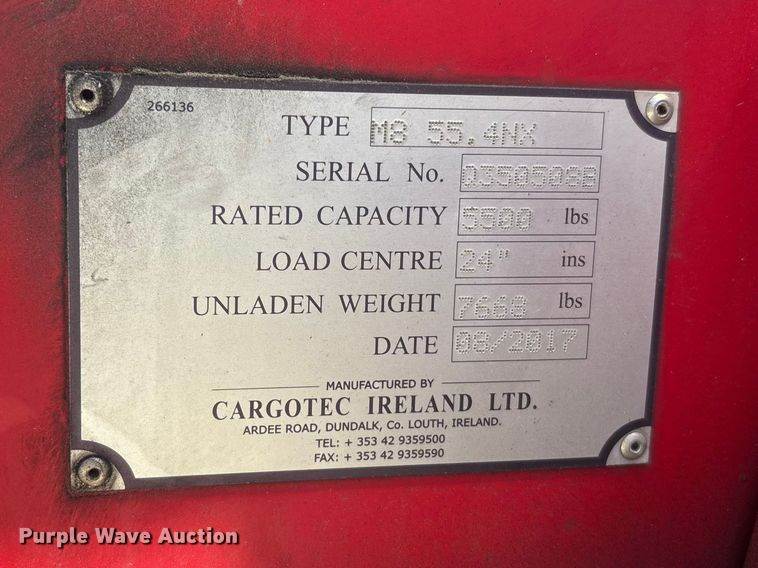 266136
TYPE M8 55.4NX
SERIAL No. D350508B
RATED CAPACITY 5500 lbs
LOAD CENTRE 24" ins
UNLADEN WEIGHT 7668 lbs
DATE 08/2017
MANUFACTURED BY
CARGOTEC IRELAND LTD.
ARDEE ROAD, DUNDALK, Co. LOUTH, IRELAND.
TEL: + 353 42 9359500
FAX: + 353 42 9359590
Purple Wave Auction®